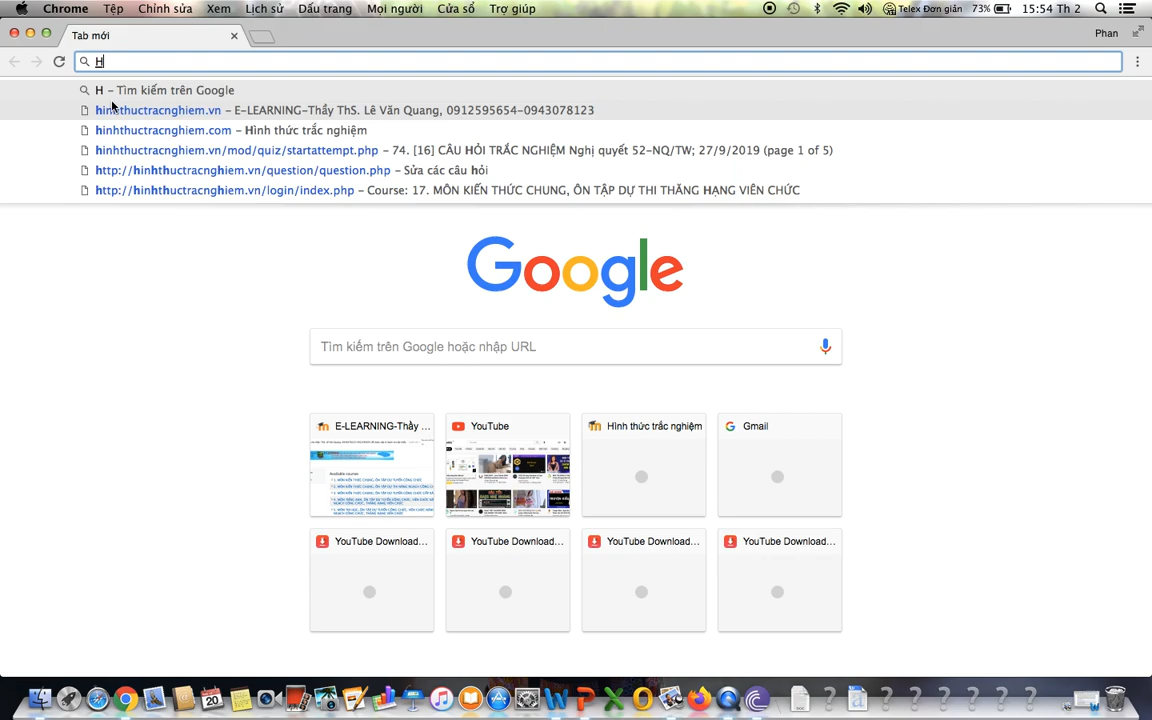 Chrome Tệp Chỉnh sửa Xem Lịch sử Dấu trang Mọi người Cửa sổ Trợ giúp Telex Đơn giản 73% 15:54 Th 2
Tab mới Phan
H
H – Tìm kiếm trên Google
hinhthuctracnghiem.vn – E-LEARNING-Thầy ThS. Lê Văn Quang, 0912595654-0943078123
hinhthuctracnghiem.com – Hình thức trắc nghiệm
hinhthuctracnghiem.vn/mod/quiz/startattempt.php – 74. [16] CÂU HỎI TRẮC NGHIỆM Nghị quyết 52-NQ/TW; 27/9/2019 (page 1 of 5)
http://hinhthuctracnghiem.vn/question/question.php – Sửa các câu hỏi
http://hinhthuctracnghiem.vn/login/index.php – Course: 17. MÔN KIẾN THỨC CHUNG, ÔN TẬP DỰ THI THĂNG HẠNG VIÊN CHỨC
Google
Tìm kiếm trên Google hoặc nhập URL
E-LEARNING-Thầy ... YouTube Hình thức trắc nghiệm Gmail
Available courses
YouTube Download... YouTube Download... YouTube Download... YouTube Download...
20